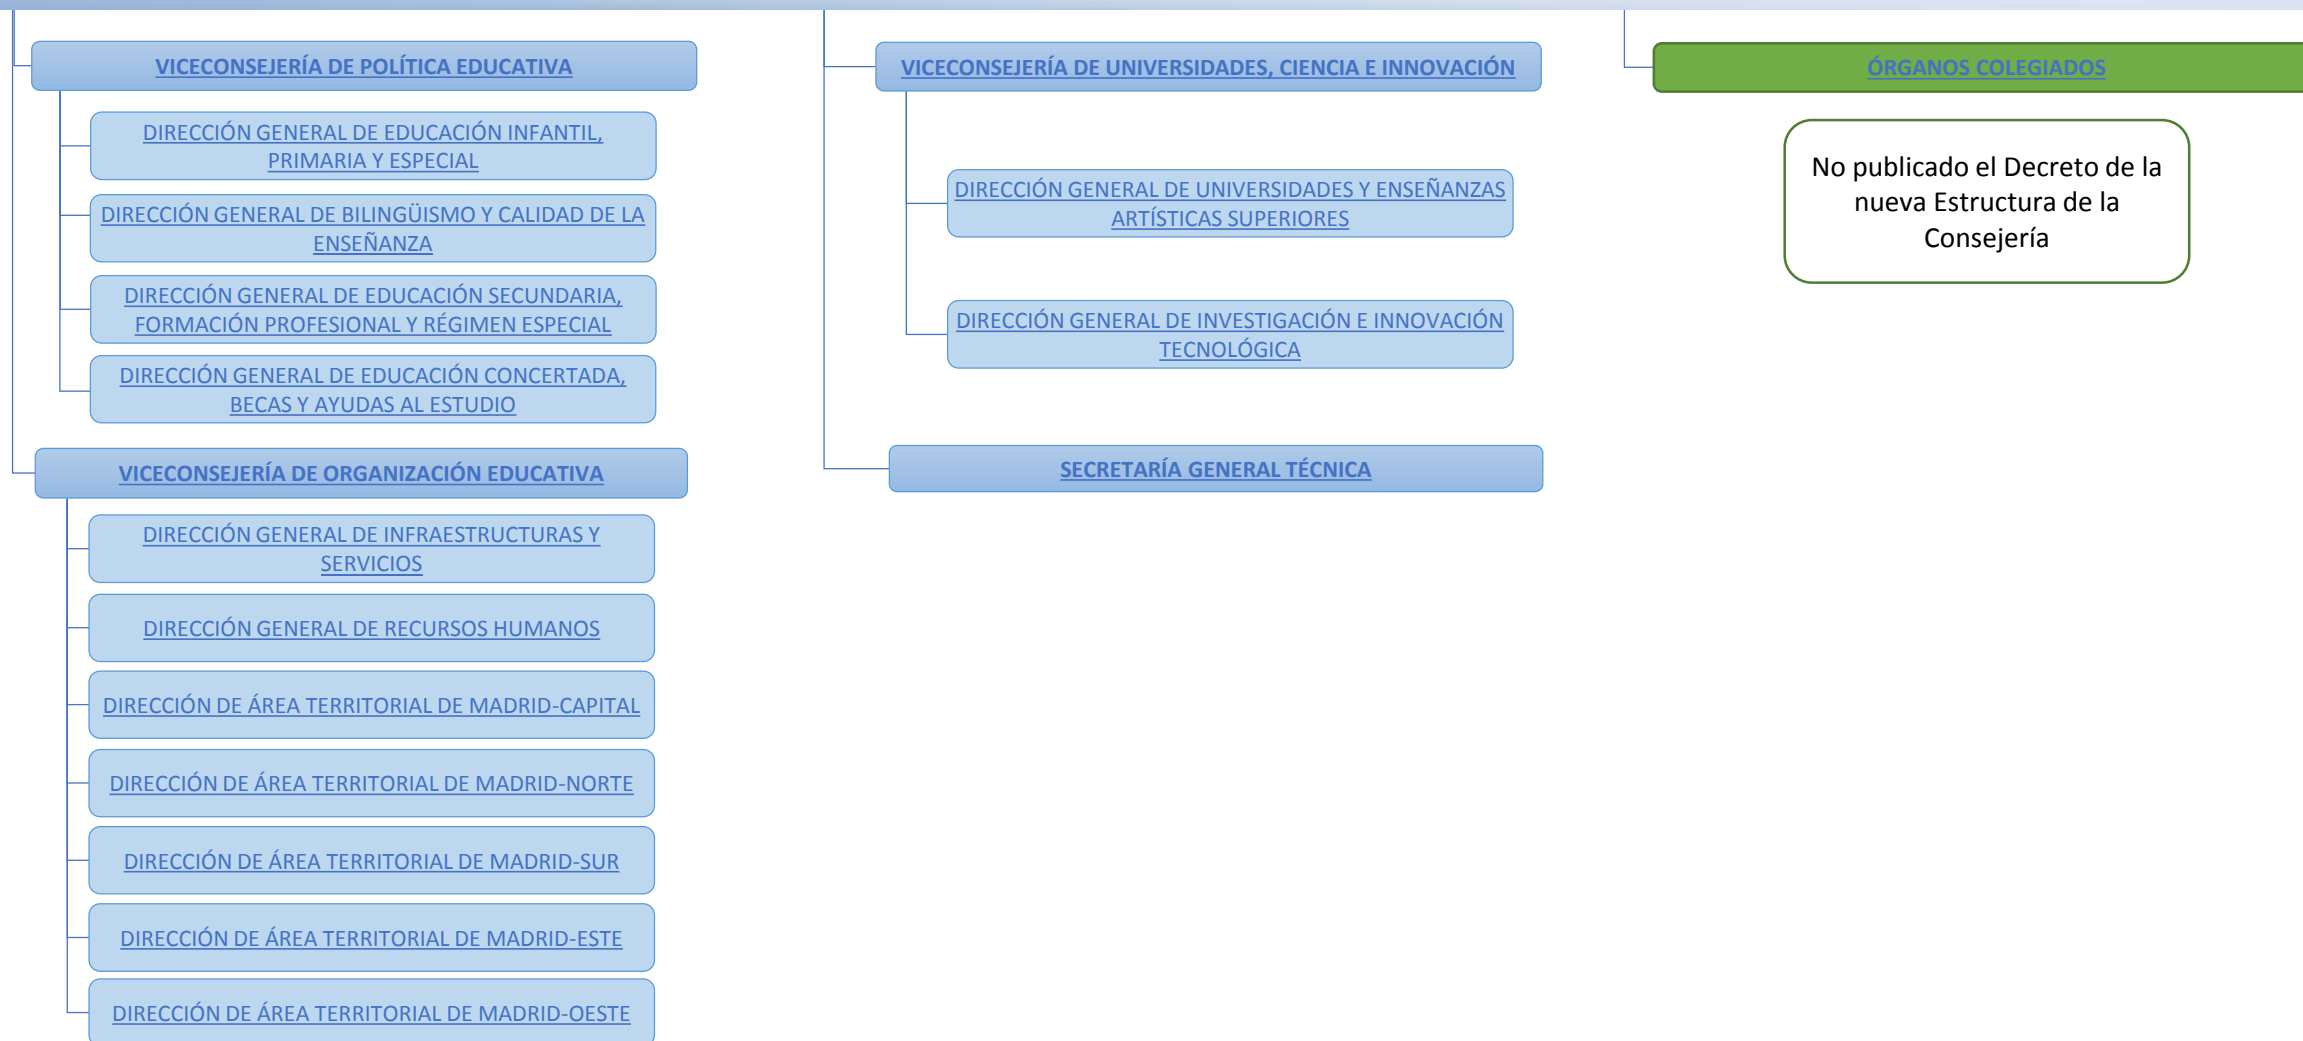 VICECONSEJERÍA DE POLÍTICA EDUCATIVA
DIRECCIÓN GENERAL DE EDUCACIÓN INFANTIL,
PRIMARIA Y ESPECIAL
DIRECCIÓN GENERAL DE BILINGÜISMO Y CALIDAD DE LA
ENSEÑANZA
DIRECCIÓN GENERAL DE EDUCACIÓN SECUNDARIA,
FORMACIÓN PROFESIONAL Y RÉGIMEN ESPECIAL
DIRECCIÓN GENERAL DE EDUCACIÓN CONCERTADA,
BECAS Y AYUDAS AL ESTUDIO
VICECONSEJERÍA DE ORGANIZACIÓN EDUCATIVA
DIRECCIÓN GENERAL DE INFRAESTRUCTURAS Y
SERVICIOS
DIRECCIÓN GENERAL DE RECURSOS HUMANOS
DIRECCIÓN DE ÁREA TERRITORIAL DE MADRID-CAPITAL
DIRECCIÓN DE ÁREA TERRITORIAL DE MADRID-NORTE
DIRECCIÓN DE ÁREA TERRITORIAL DE MADRID-SUR
DIRECCIÓN DE ÁREA TERRITORIAL DE MADRID-ESTE
DIRECCIÓN DE ÁREA TERRITORIAL DE MADRID-OESTE
VICECONSEJERÍA DE UNIVERSIDADES, CIENCIA E INNOVACIÓN
DIRECCIÓN GENERAL DE UNIVERSIDADES Y ENSEÑANZAS
ARTÍSTICAS SUPERIORES
DIRECCIÓN GENERAL DE INVESTIGACIÓN E INNOVACIÓN
TECNOLÓGICA
SECRETARÍA GENERAL TÉCNICA
ÓRGANOS COLEGIADOS
No publicado el Decreto de la
nueva Estructura de la
Consejería